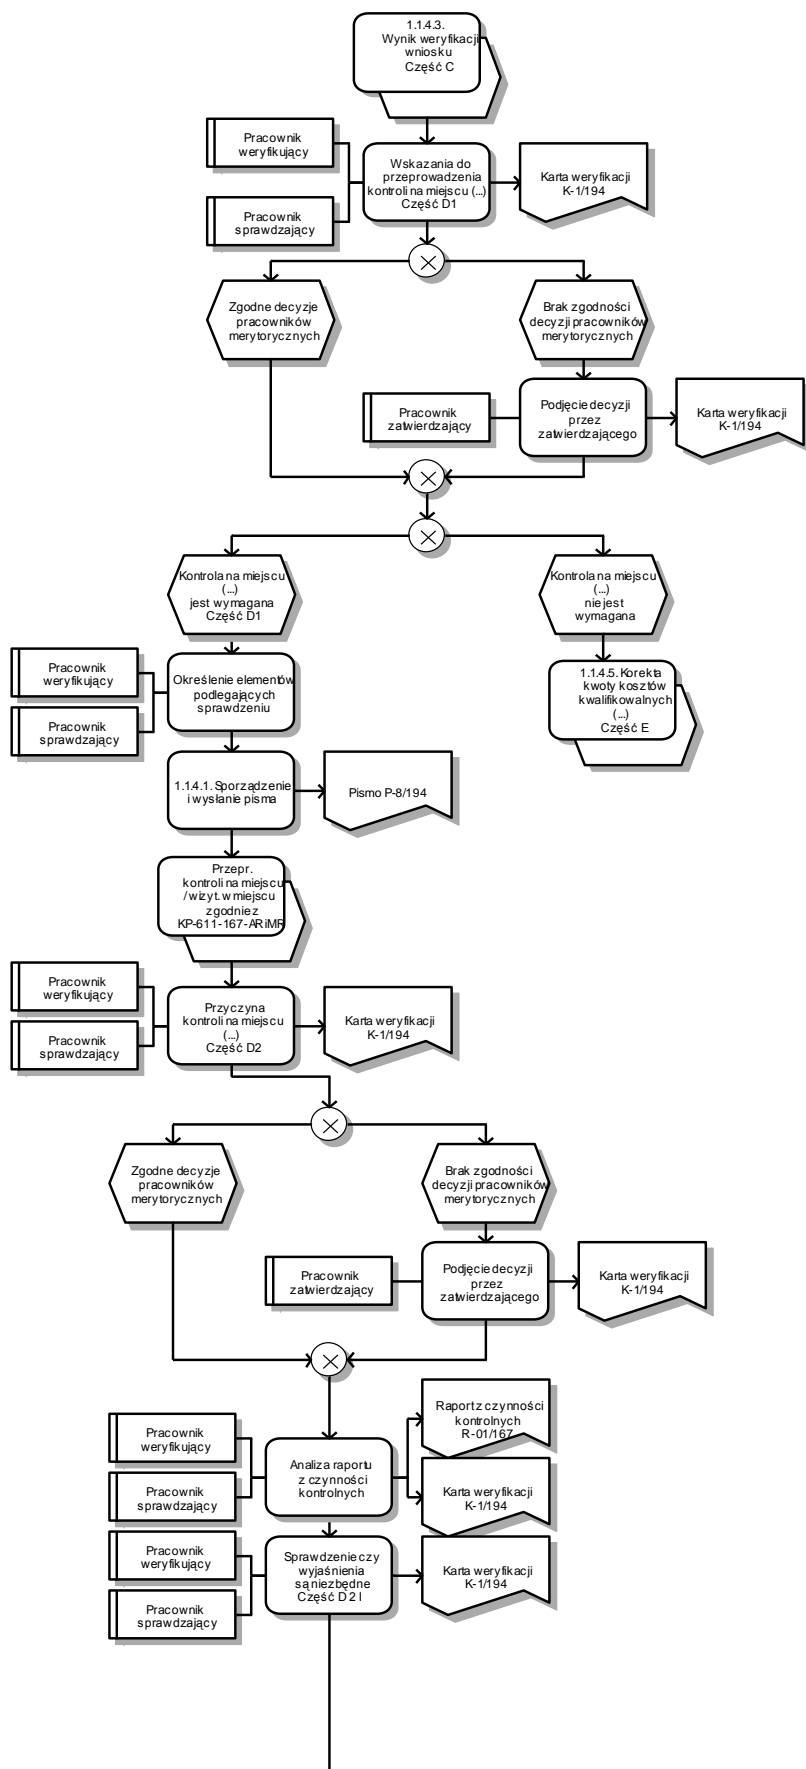 1.1.4.3.
Wynik weryfikacji
wniosku
Część C
Pracownik
weryfikujący
Wskazania do
przeprowadzenia
kontroli na miejscu (...)
Część D1
Karta weryfikacji
K-1/194
Pracownik
sprawdzający
Zgodne decyzje
pracowników
merytorycznych
Brak zgodności
decyzji pracowników
merytorycznych
Pracownik
zatwierdzający
Podjęcie decyzji
przez
zatwierdzającego
Karta weryfikacji
K-1/194
Kontrola na miejscu
(...)
jest wymagana
Część D1
Kontrola na miejscu
(...)
nie jest
wymagana
Pracownik
weryfikujący
Pracownik
sprawdzający
Określenie elementów
podlegających
sprawdzeniu
1.1.4.5. Korekta
kwoty kosztów
kwalifikowalnych
(...)
Część E
1.1.4.1. Sporządzenie
i wysłanie pisma
Pismo P-8/194
Przepr.
kontroli na miejscu
/ wizyt. w miejscu
zgodnie z
KP-611-167-ARiMR
Pracownik
weryfikujący
Pracownik
sprawdzający
Przyczyna
kontroli na miejscu
(...)
Część D2
Karta weryfikacji
K-1/194
Zgodne decyzje
pracowników
merytorycznych
Brak zgodności
decyzji pracowników
merytorycznych
Pracownik
zatwierdzający
Podjęcie decyzji
przez
zatwierdzającego
Karta weryfikacji
K-1/194
Pracownik
weryfikujący
Pracownik
sprawdzający
Analiza raportu
z czynności
kontrolnych
Raport z czynności
kontrolnych
R-01/167
Karta weryfikacji
K-1/194
Pracownik
weryfikujący
Pracownik
sprawdzający
Sprawdzenie czy
wyjaśnienia
są niezbędne
Część D 2 I
Karta weryfikacji
K-1/194